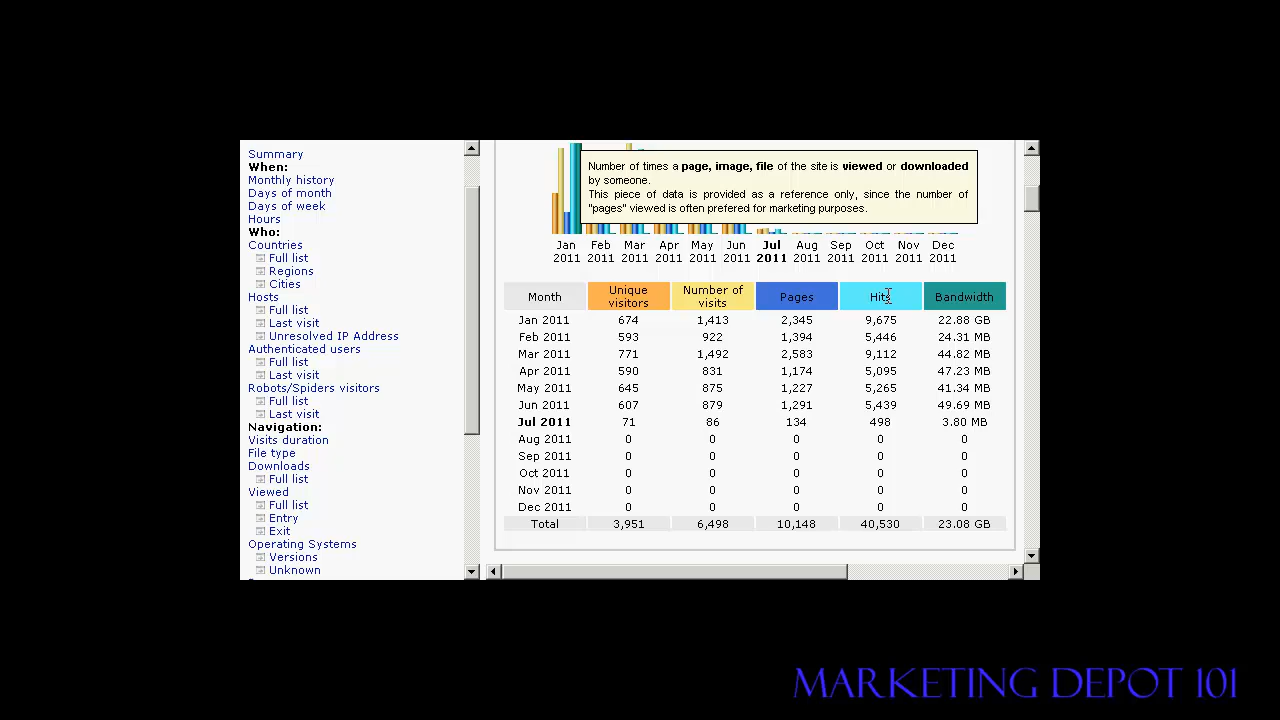 Summary
When:
Monthly history
Days of month
Days of week
Hours
Who:
Countries
Full list
Regions
Cities
Hosts
Full list
Last visit
Unresolved IP Address
Authenticated users
Full list
Last visit
Robots/Spiders visitors
Full list
Last visit
Navigation:
Visits duration
File type
Downloads
Full list
Viewed
Full list
Entry
Exit
Operating Systems
Versions
Unknown
Number of times a page, image, file of the site is viewed or downloaded
by someone.
This piece of data is provided as a reference only, since the number of
"pages" viewed is often prefered for marketing purposes.
Jan Feb Mar Apr May Jun Jul Aug Sep Oct Nov Dec
2011 2011 2011 2011 2011 2011 2011 2011 2011 2011 2011 2011
Month Unique visitors Number of visits Pages Hits Bandwidth
Jan 2011 674 1,413 2,345 9,675 22.88 GB
Feb 2011 593 922 1,394 5,446 24.31 MB
Mar 2011 771 1,492 2,583 9,112 44.82 MB
Apr 2011 590 831 1,174 5,095 47.23 MB
May 2011 645 875 1,227 5,265 41.34 MB
Jun 2011 607 879 1,291 5,439 49.69 MB
Jul 2011 71 86 134 498 3.80 MB
Aug 2011 0 0 0 0 0
Sep 2011 0 0 0 0 0
Oct 2011 0 0 0 0 0
Nov 2011 0 0 0 0 0
Dec 2011 0 0 0 0 0
Total 3,951 6,498 10,148 40,530 23.08 GB
MARKETING DEPOT 101